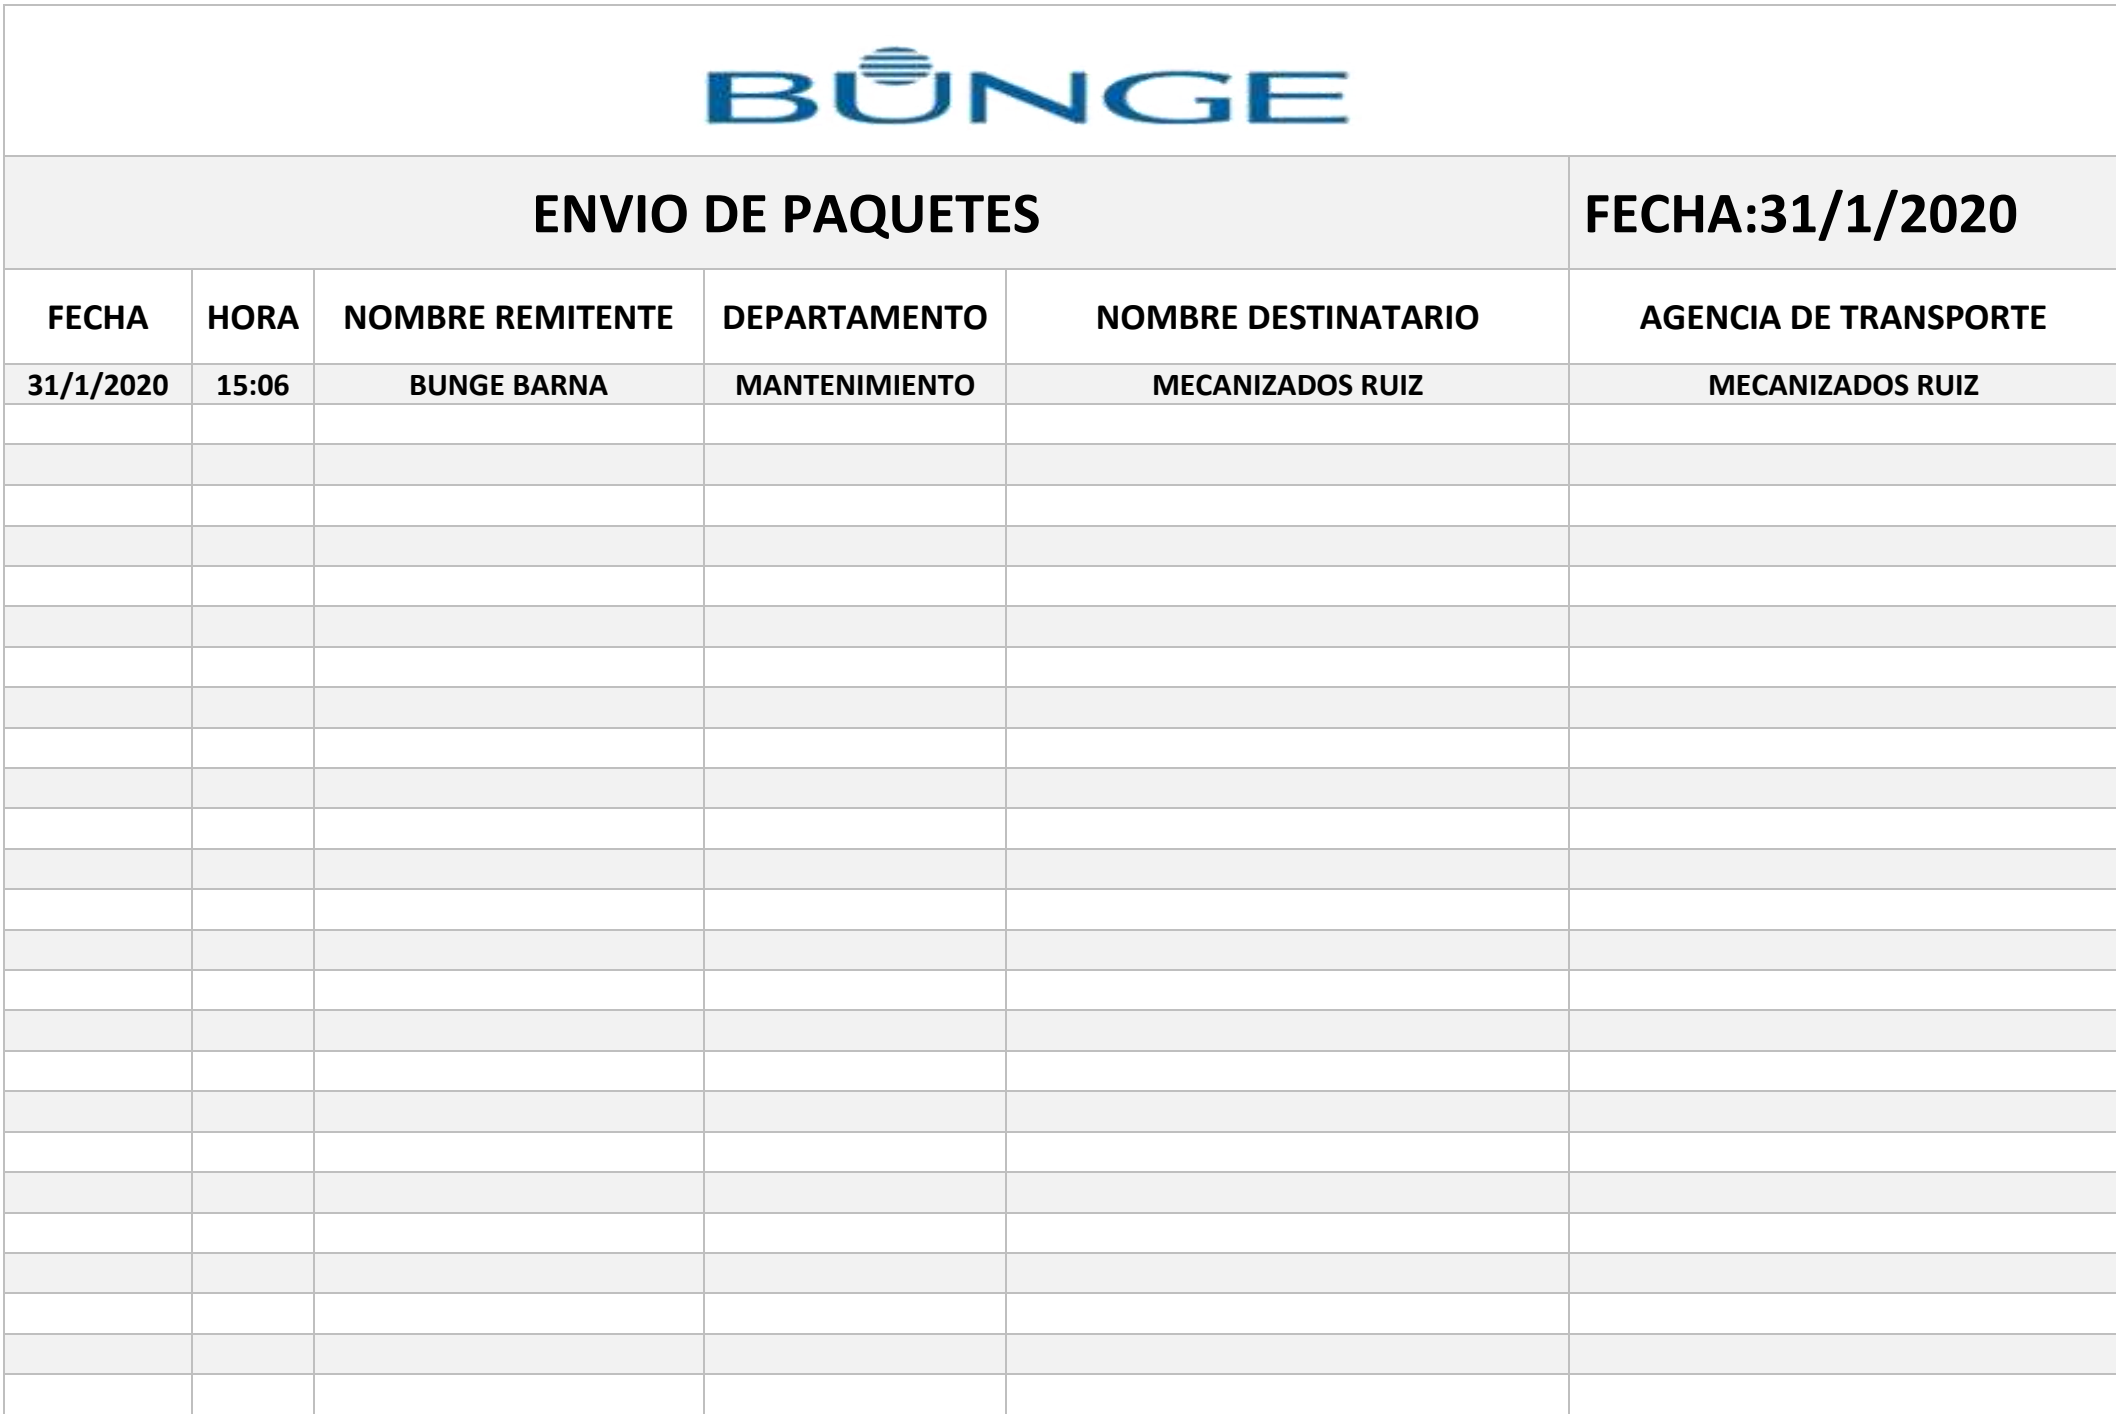 BUNGE
ENVIO DE PAQUETES FECHA:31/1/2020
FECHA HORA NOMBRE REMITENTE DEPARTAMENTO NOMBRE DESTINATARIO AGENCIA DE TRANSPORTE
31/1/2020 15:06 BUNGE BARNA MANTENIMIENTO MECANIZADOS RUIZ MECANIZADOS RUIZ